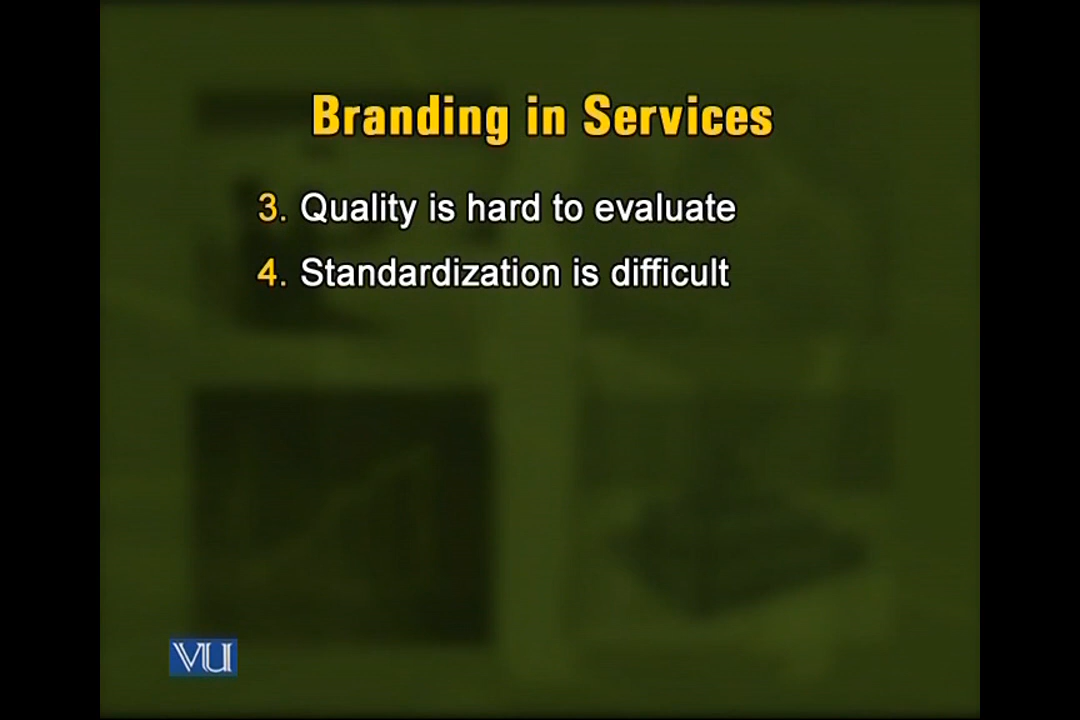 Branding in Services
3. Quality is hard to evaluate
4. Standardization is difficult
VU